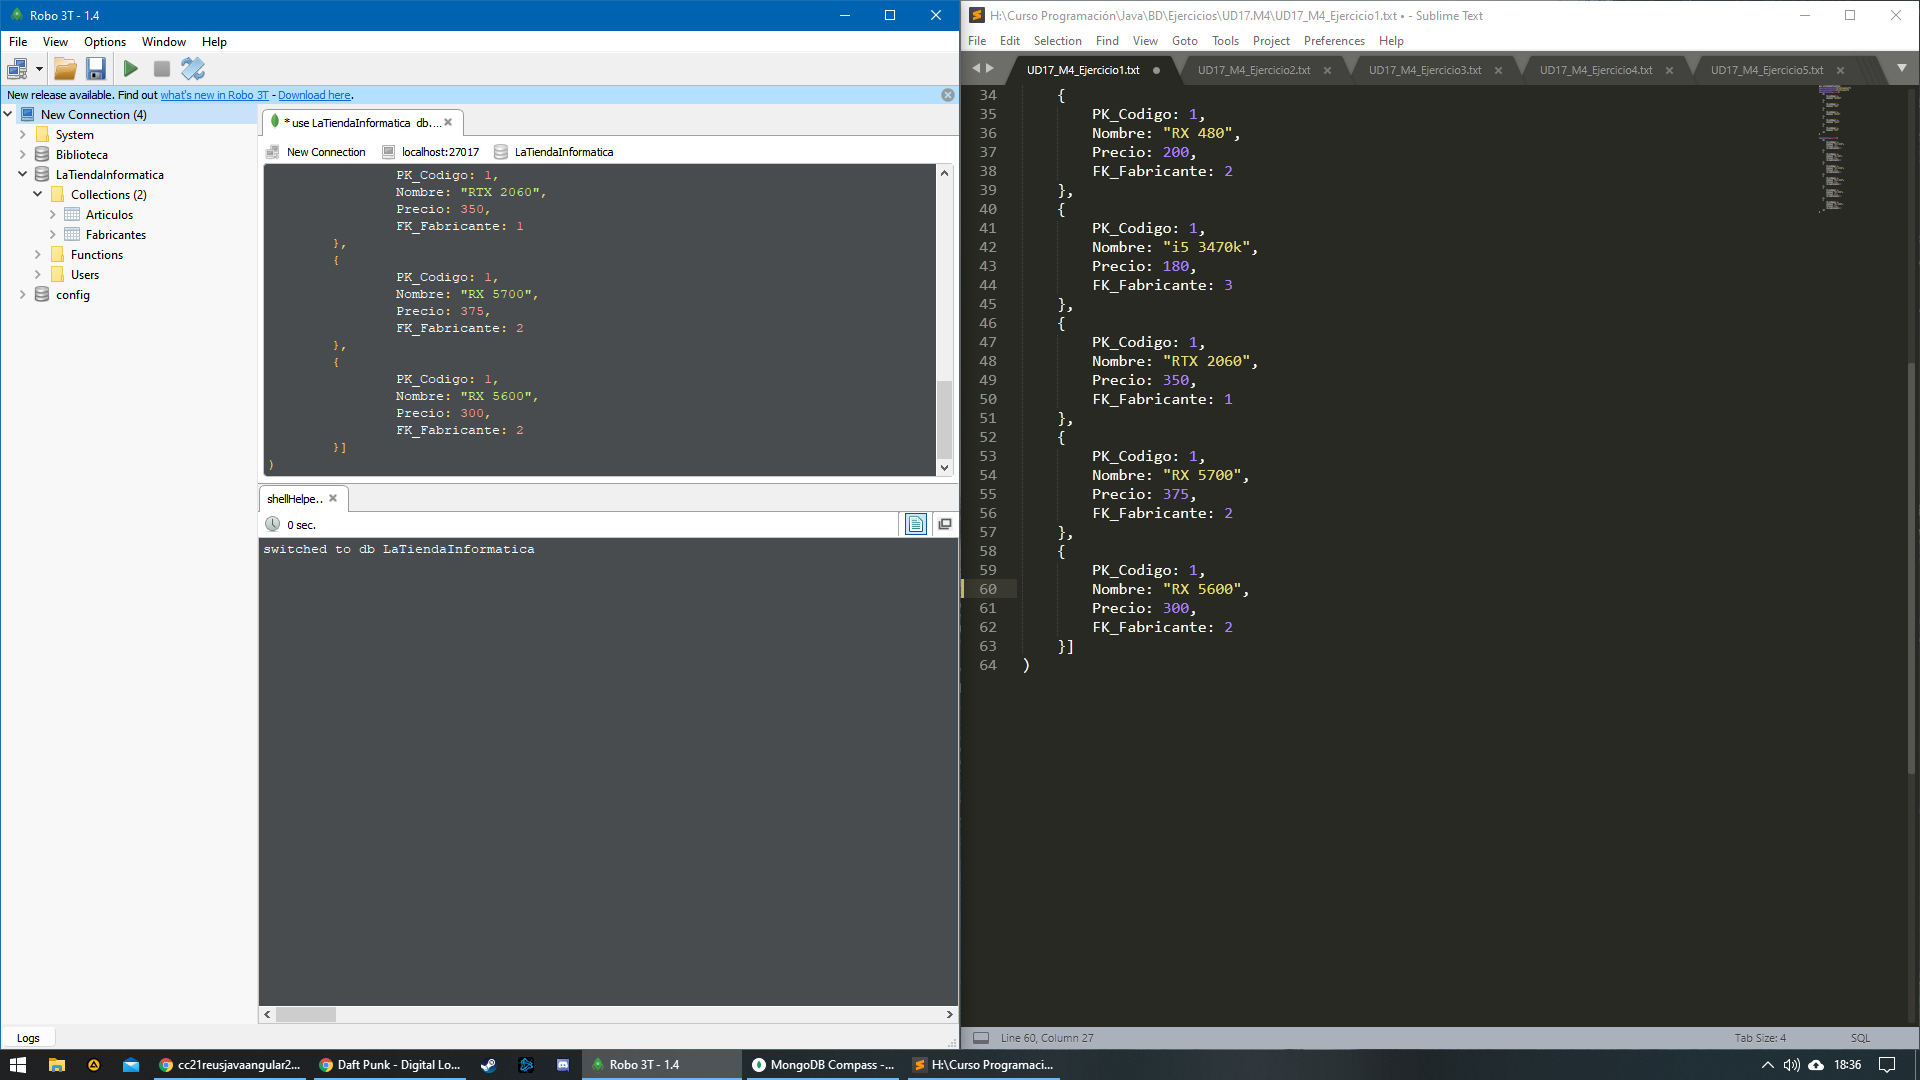 Robo 3T - 1.4
File View Options Window Help
New release available. Find out what's new in Robo 3T - Download here.
New Connection (4)
System
Biblioteca
LaTiendaInformatica
Collections (2)
Articulos
Fabricantes
Functions
Users
config
Logs
* use LaTiendaInformatica db....
New Connection localhost:27017 LaTiendaInformatica
PK_Codigo: 1,
Nombre: "RTX 2060",
Precio: 350,
FK_Fabricante: 1
},
{
PK_Codigo: 1,
Nombre: "RX 5700",
Precio: 375,
FK_Fabricante: 2
},
{
PK_Codigo: 1,
Nombre: "RX 5600",
Precio: 300,
FK_Fabricante: 2
}]
)
shellHelpe..
0 sec.
switched to db LaTiendaInformatica
H:\Curso Programación\Java\BD\Ejercicios\UD17.M4\UD17_M4_Ejercicio1.txt • - Sublime Text
File Edit Selection Find View Goto Tools Project Preferences Help
UD17_M4_Ejercicio1.txt UD17_M4_Ejercicio2.txt UD17_M4_Ejercicio3.txt UD17_M4_Ejercicio4.txt UD17_M4_Ejercicio5.txt
34 {
35 PK_Codigo: 1,
36 Nombre: "RX 480",
37 Precio: 200,
38 FK_Fabricante: 2
39 },
40 {
41 PK_Codigo: 1,
42 Nombre: "i5 3470k",
43 Precio: 180,
44 FK_Fabricante: 3
45 },
46 {
47 PK_Codigo: 1,
48 Nombre: "RTX 2060",
49 Precio: 350,
50 FK_Fabricante: 1
51 },
52 {
53 PK_Codigo: 1,
54 Nombre: "RX 5700",
55 Precio: 375,
56 FK_Fabricante: 2
57 },
58 {
59 PK_Codigo: 1,
60 Nombre: "RX 5600",
61 Precio: 300,
62 FK_Fabricante: 2
63 }]
64 )
Line 60, Column 27 Tab Size: 4 SQL
cc21reusjavaangular2... Daft Punk - Digital Lo... Robo 3T - 1.4 MongoDB Compass -... H:\Curso Programaci... 18:36